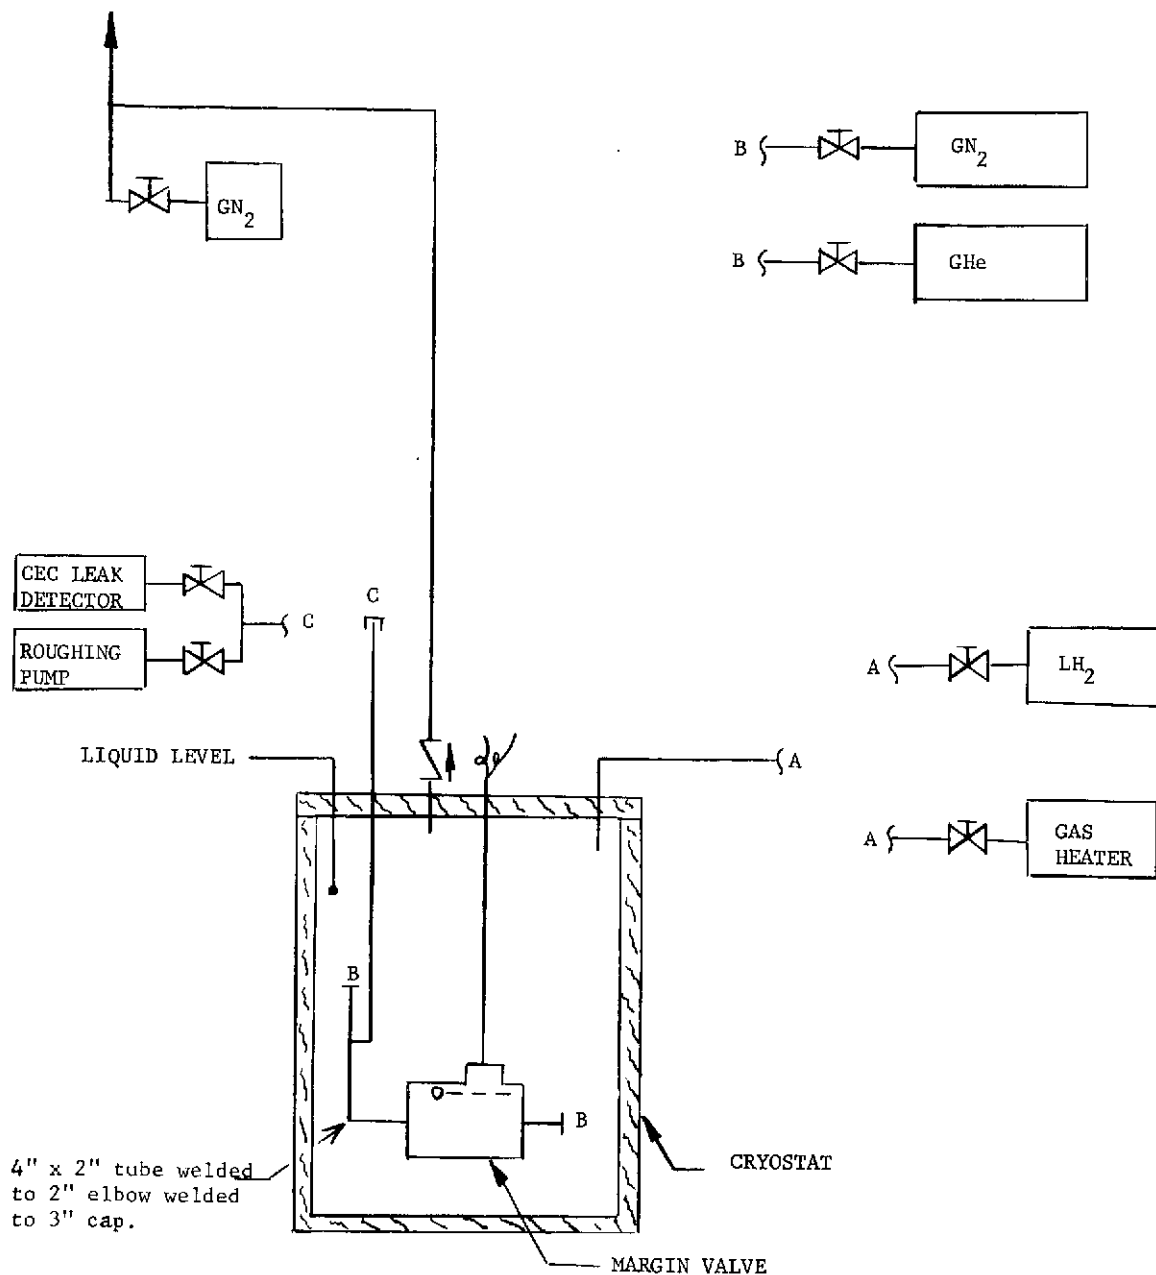 B
GN2
GN2
B
GHe
CEC LEAK
DETECTOR
C
C
ROUGHING
PUMP
A
LH2
LIQUID LEVEL
A
A
GAS
HEATER
B
B
4" x 2" tube welded
to 2" elbow welded
to 3" cap.
CRYOSTAT
MARGIN VALVE